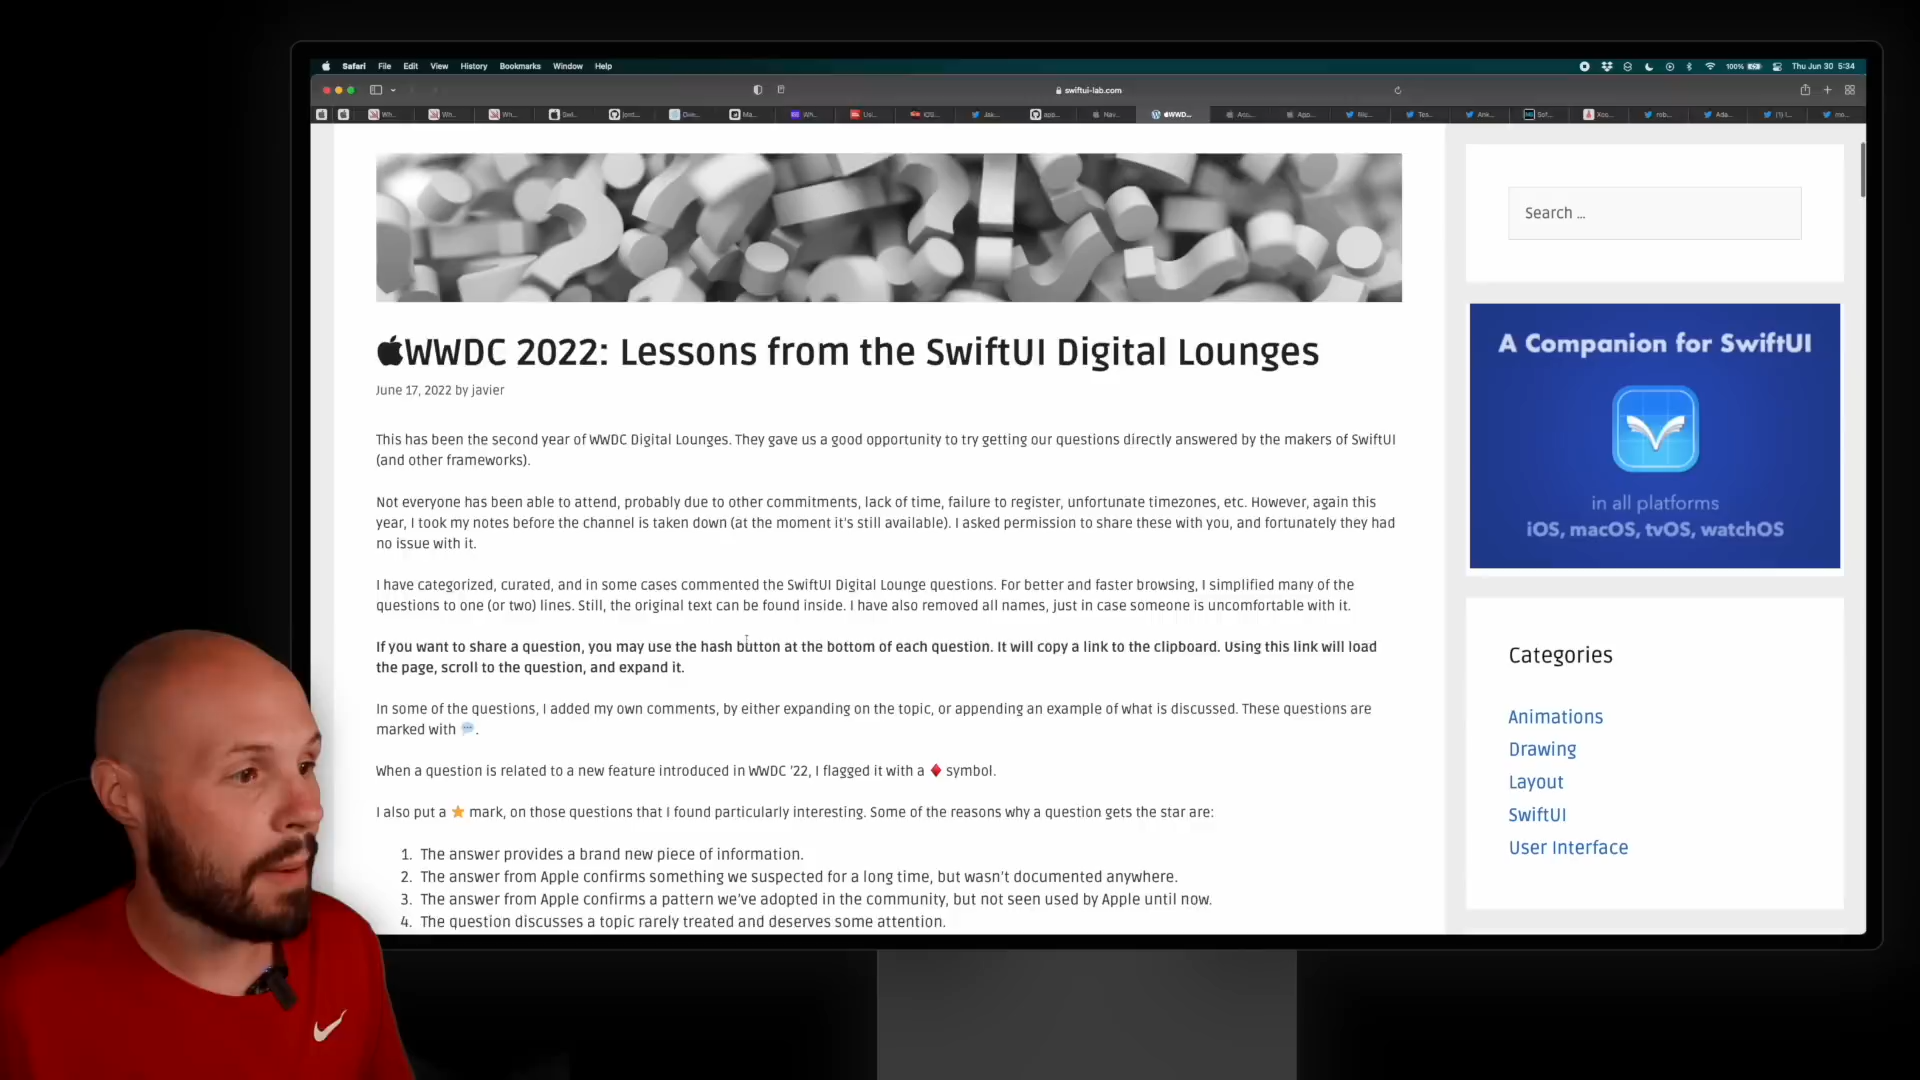 Safari File Edit View History Bookmarks Window Help
100% Thu Jun 30 5:34
swiftui-lab.com
Search ...
WWDC 2022: Lessons from the SwiftUI Digital Lounges
June 17, 2022 by javier
This has been the second year of WWDC Digital Lounges. They gave us a good opportunity to try getting our questions directly answered by the makers of SwiftUI
(and other frameworks).
Not everyone has been able to attend, probably due to other commitments, lack of time, failure to register, unfortunate timezones, etc. However, again this
year, I took my notes before the channel is taken down (at the moment it's still available). I asked permission to share these with you, and fortunately they had
no issue with it.
I have categorized, curated, and in some cases commented the SwiftUI Digital Lounge questions. For better and faster browsing, I simplified many of the
questions to one (or two) lines. Still, the original text can be found inside. I have also removed all names, just in case someone is uncomfortable with it.
If you want to share a question, you may use the hash button at the bottom of each question. It will copy a link to the clipboard. Using this link will load
the page, scroll to the question, and expand it.
In some of the questions, I added my own comments, by either expanding on the topic, or appending an example of what is discussed. These questions are
marked with 💬.
When a question is related to a new feature introduced in WWDC '22, I flagged it with a ♦️ symbol.
I also put a ⭐ mark, on those questions that I found particularly interesting. Some of the reasons why a question gets the star are:
1. The answer provides a brand new piece of information.
2. The answer from Apple confirms something we suspected for a long time, but wasn't documented anywhere.
3. The answer from Apple confirms a pattern we've adopted in the community, but not seen used by Apple until now.
4. The question discusses a topic rarely treated and deserves some attention.
A Companion for SwiftUI
in all platforms
iOS, macOS, tvOS, watchOS
Categories
Animations
Drawing
Layout
SwiftUI
User Interface